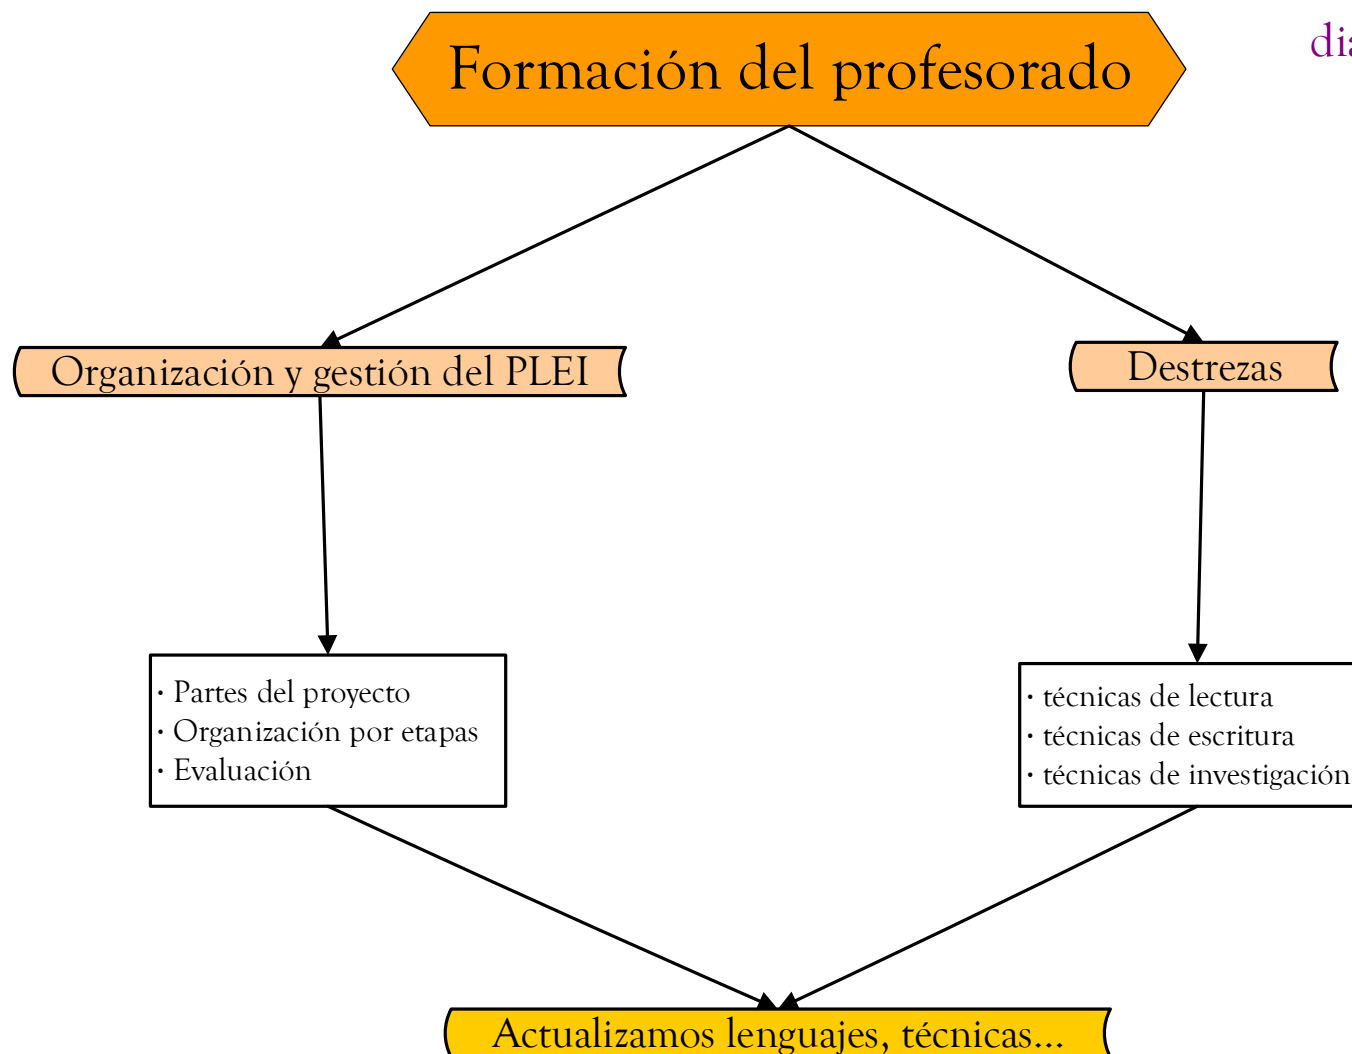 Formación del profesorado
Organización y gestión del PLEI
Destrezas
· Partes del proyecto
· Organización por etapas
· Evaluación
· técnicas de lectura
· técnicas de escritura
· técnicas de investigación
Actualizamos lenguajes, técnicas...